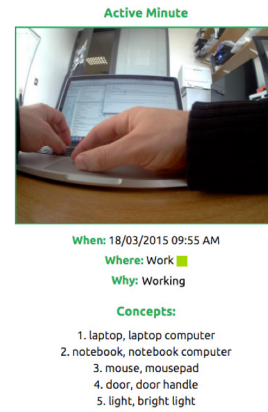 Active Minute
When: 18/03/2015 09:55 AM
Where: Work
Why: Working
Concepts:
1. laptop, laptop computer
2. notebook, notebook computer
3. mouse, mousepad
4. door, door handle
5. light, bright light